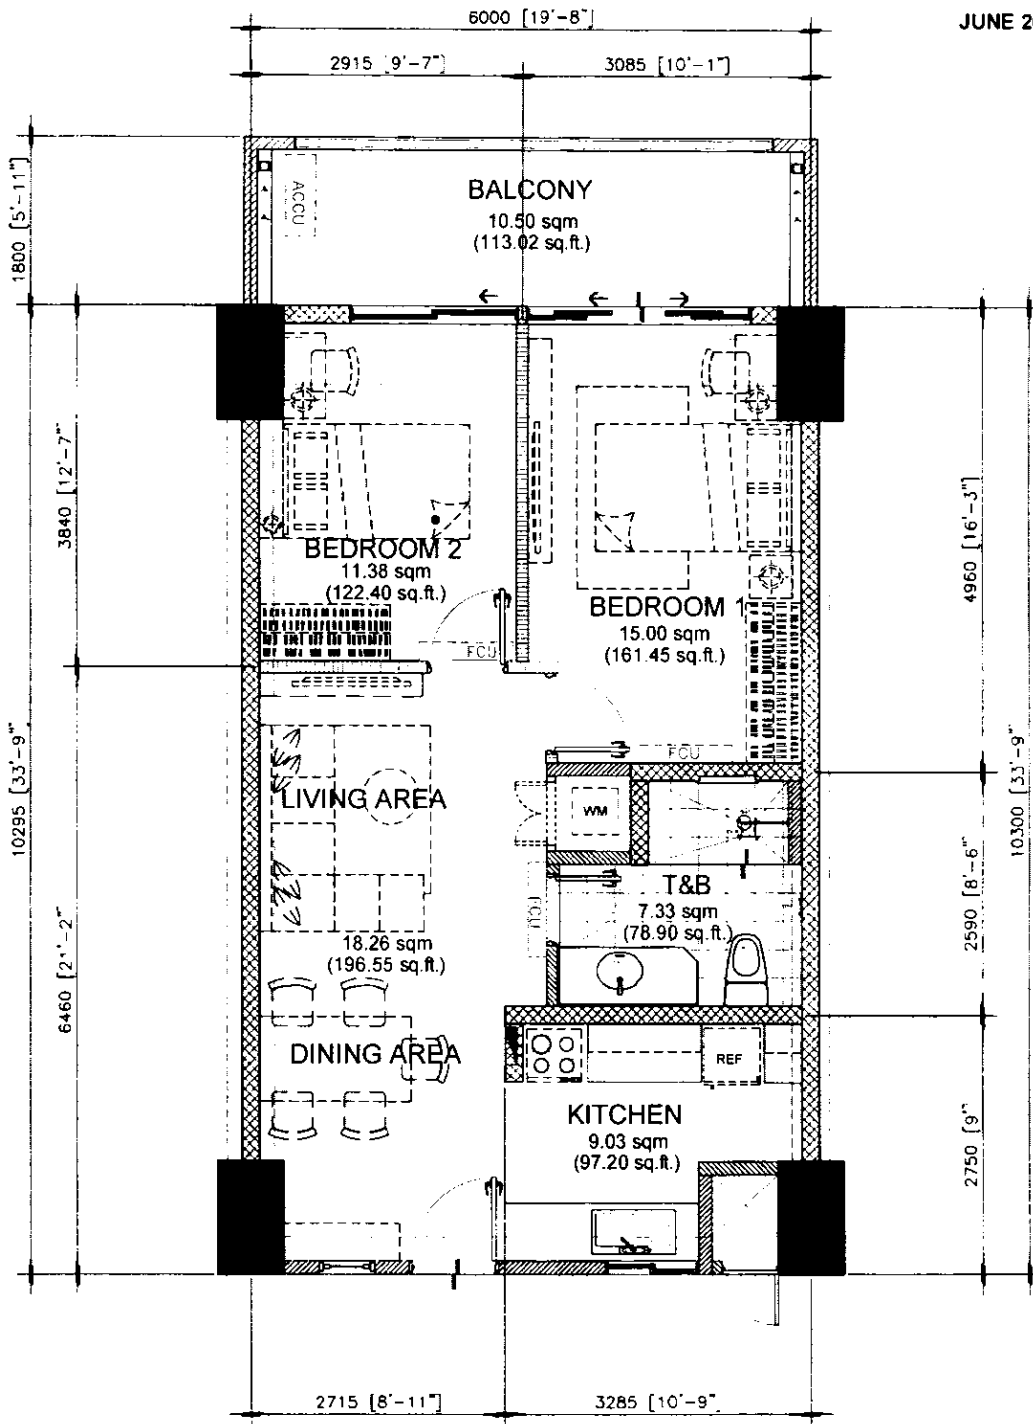 6000 [19'-8"]
JUNE 2
2915 [9'-7"]
3085 [10'-1"]
1800 [5'-11"]
ACCU
BALCONY
10.50 sqm
(113.02 sq.ft.)
3840 [12'-7"]
4960 [16'-3"]
BEDROOM 2
11.38 sqm
(122.40 sq.ft.)
BEDROOM 1
15.00 sqm
(161.45 sq.ft.)
FCU
FCU
10295 [33'-9"]
10300 [33'-9"]
LIVING AREA
WM
T&B
7.33 sqm
(78.90 sq.ft.)
FCU
2590 [8'-6"]
18.26 sqm
(196.55 sq.ft.)
6460 [21'-2"]
DINING AREA
REF
KITCHEN
9.03 sqm
(97.20 sq.ft.)
2750 [9"]
2715 [8'-11"]
3285 [10'-9"]